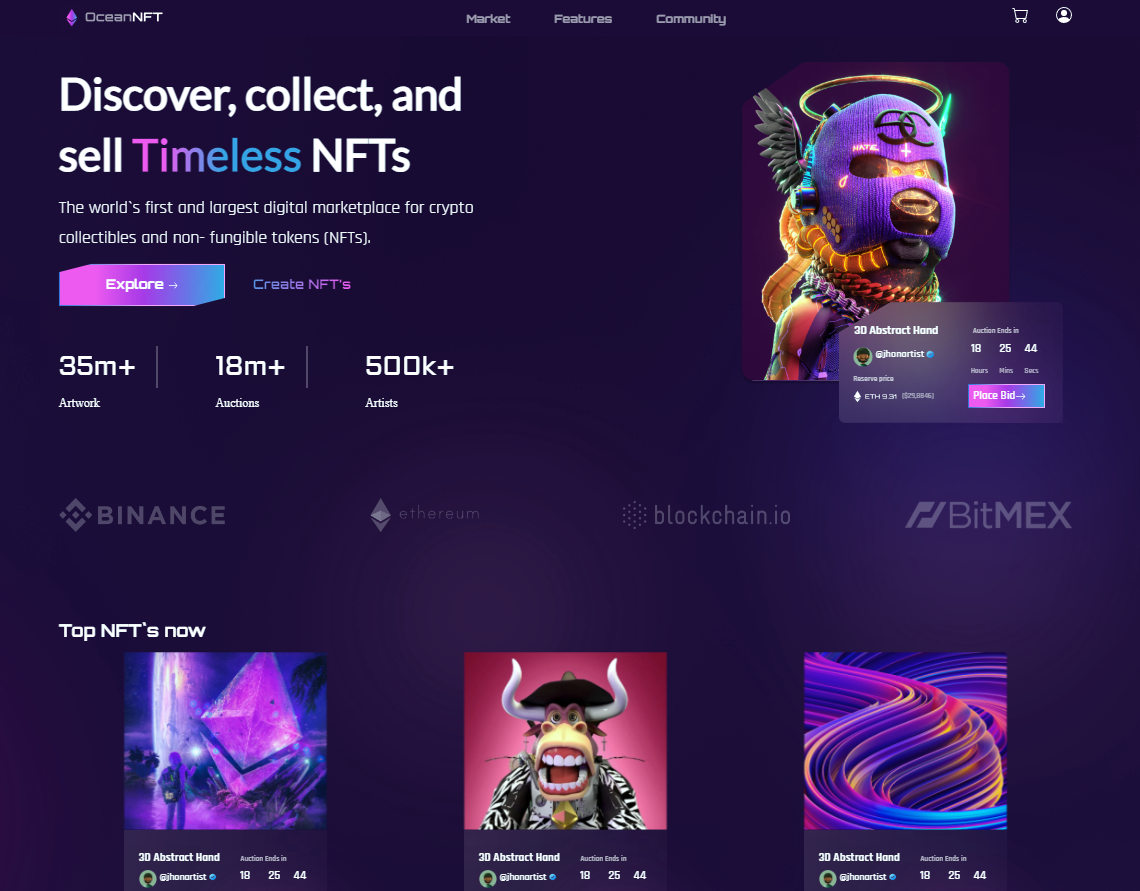 OceanNFT
Market
Features
Community
Discover, collect, and
sell Timeless NFTs
The world`s first and largest digital marketplace for crypto
collectibles and non- fungible tokens (NFTs).
Explore →
Create NFT's
35m+
18m+
500k+
Artwork
Auctions
Artists
HATE.
3D Abstract Hand
@jhonartist
Reserve price
ETH 9.31 [$29,8846]
Auction Ends in
18 25 44
Hours Mins Secs
Place Bid→
BINANCE
ethereum
blockchain.io
BitMEX
Top NFT`s now
3D Abstract Hand
@jhonartist
Auction Ends in
18 25 44
3D Abstract Hand
@jhonartist
Auction Ends in
18 25 44
3D Abstract Hand
@jhonartist
Auction Ends in
18 25 44